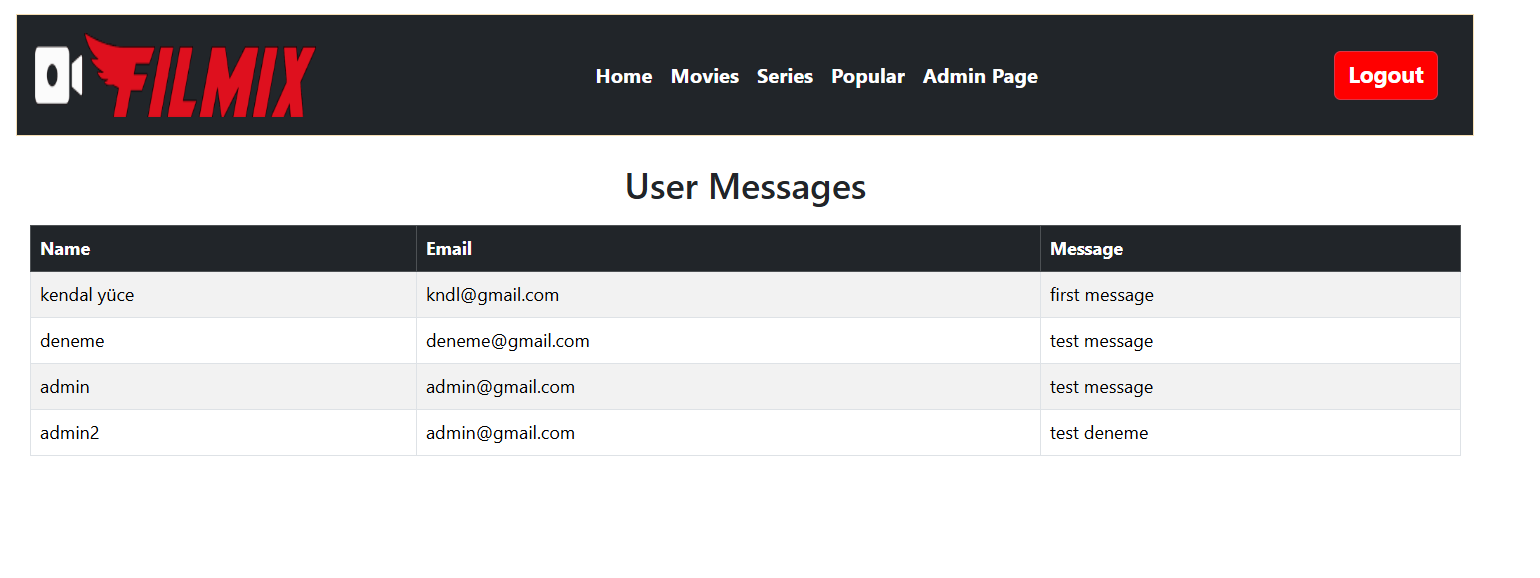 FILMIX
Home Movies Series Popular Admin Page
Logout
User Messages
Name Email Message
kendal yüce kndl@gmail.com first message
deneme deneme@gmail.com test message
admin admin@gmail.com test message
admin2 admin@gmail.com test deneme